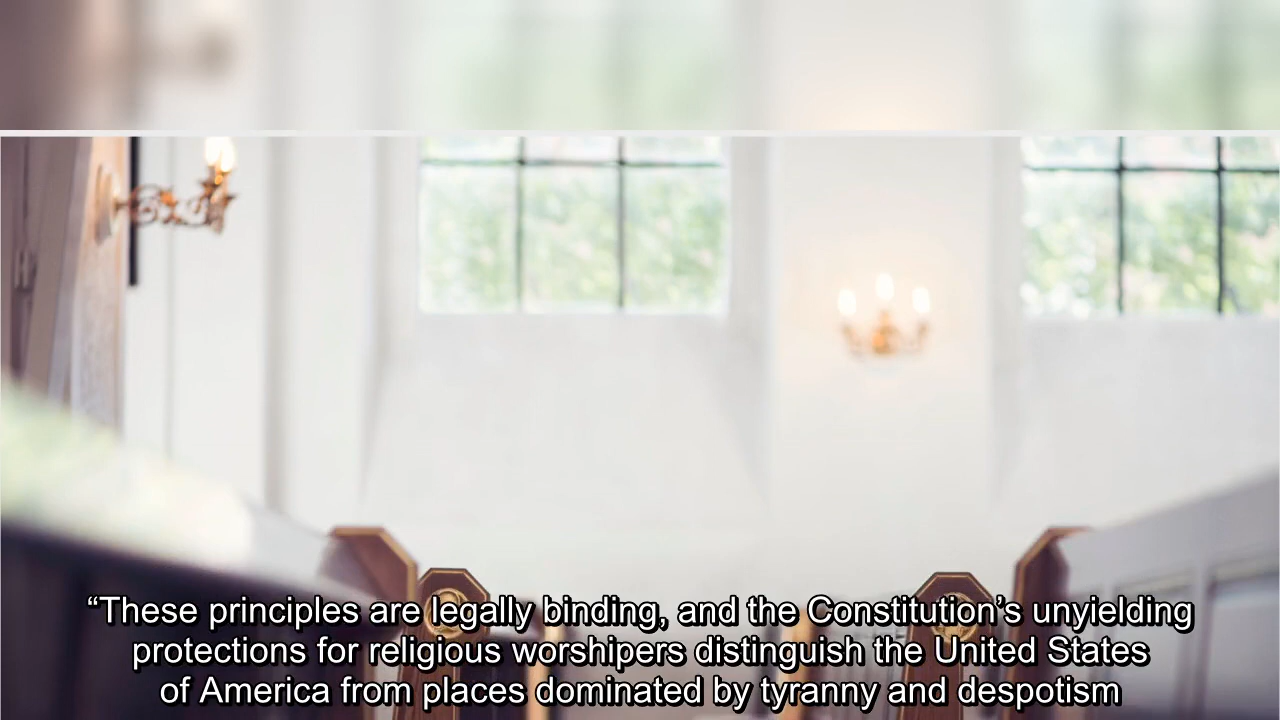 “These principles are legally binding, and the Constitution’s unyielding
protections for religious worshipers distinguish the United States
of America from places dominated by tyranny and despotism